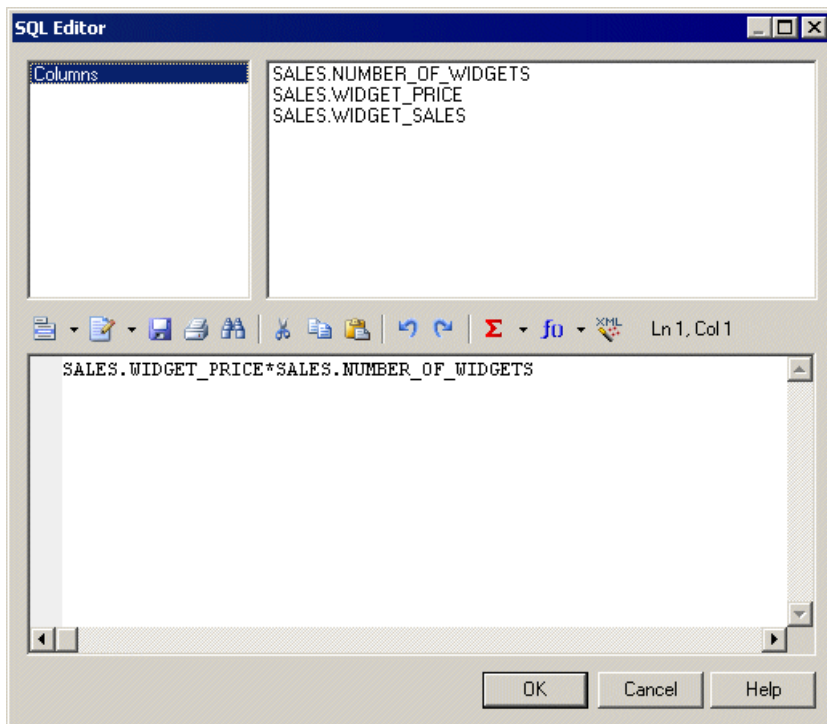 SQL Editor
Columns
SALES.NUMBER_OF_WIDGETS
SALES.WIDGET_PRICE
SALES.WIDGET_SALES
Σ f() XML Ln 1, Col 1
SALES.WIDGET_PRICE*SALES.NUMBER_OF_WIDGETS
OK Cancel Help